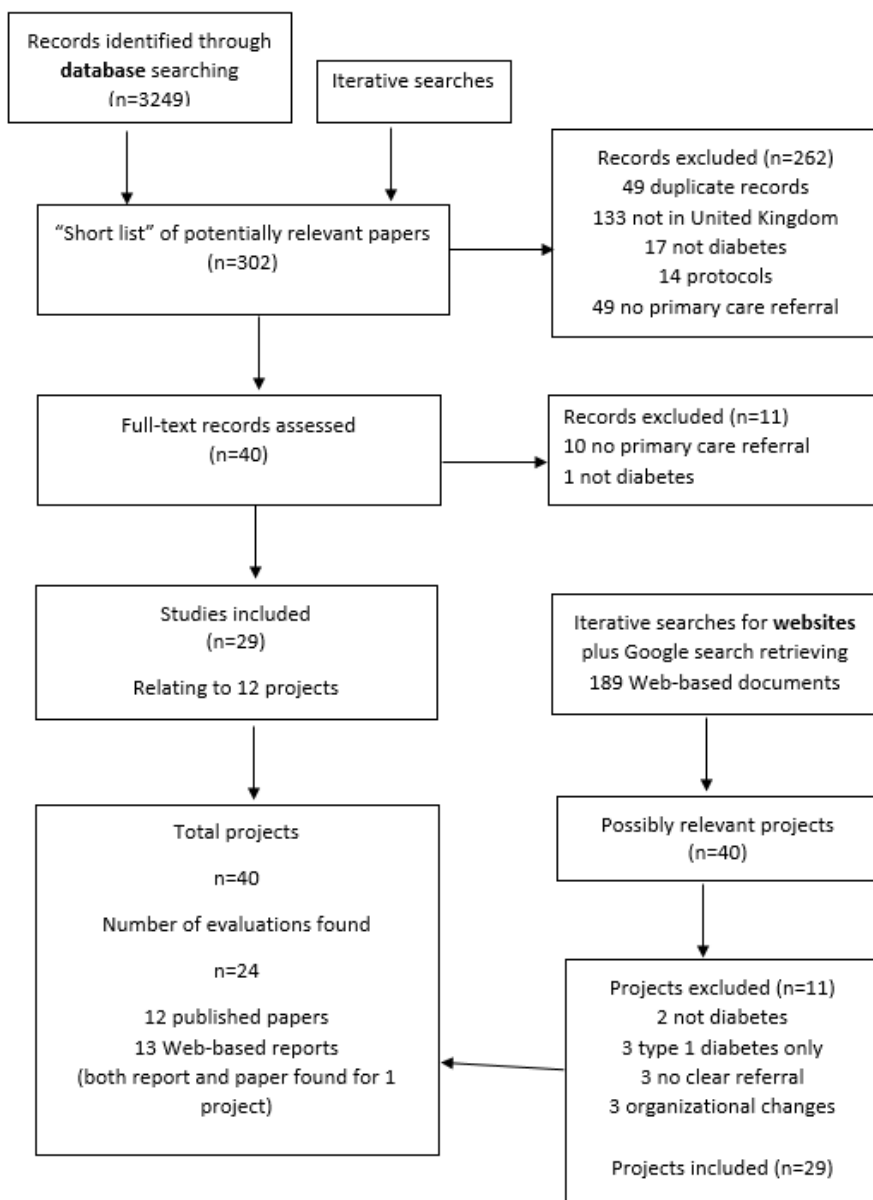 Records identified through
database searching
(n=3249)
Iterative searches
"Short list" of potentially relevant papers
(n=302)
Records excluded (n=262)
49 duplicate records
133 not in United Kingdom
17 not diabetes
14 protocols
49 no primary care referral
Full-text records assessed
(n=40)
Records excluded (n=11)
10 no primary care referral
1 not diabetes
Studies included
(n=29)
Relating to 12 projects
Iterative searches for websites
plus Google search retrieving
189 Web-based documents
Possibly relevant projects
(n=40)
Projects excluded (n=11)
2 not diabetes
3 type 1 diabetes only
3 no clear referral
3 organizational changes
Projects included (n=29)
Total projects
n=40
Number of evaluations found
n=24
12 published papers
13 Web-based reports
(both report and paper found for 1
project)